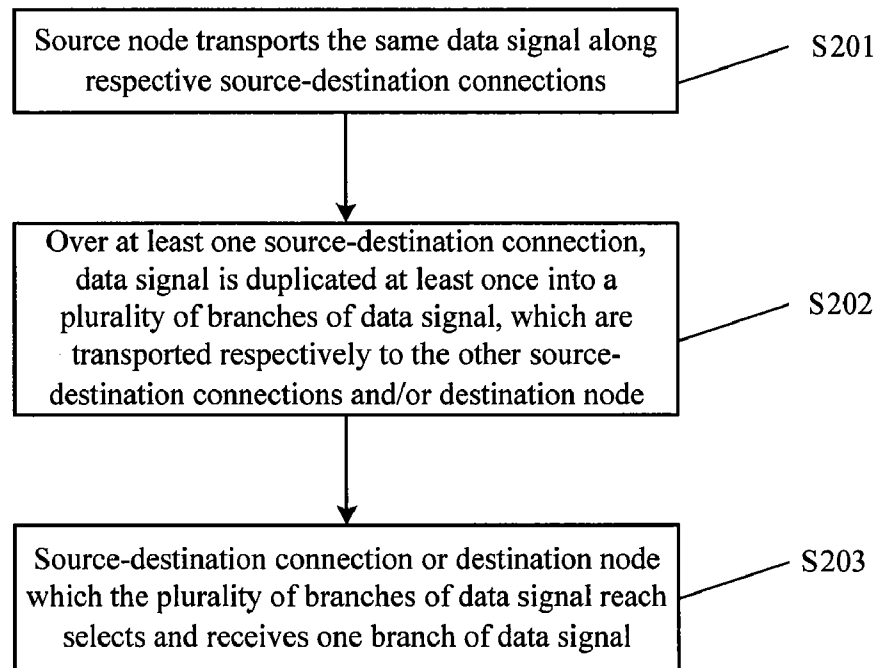 Source node transports the same data signal along
respective source-destination connections
S201
Over at least one source-destination connection,
data signal is duplicated at least once into a
plurality of branches of data signal, which are
transported respectively to the other source-
destination connections and/or destination node
S202
Source-destination connection or destination node
which the plurality of branches of data signal reach
selects and receives one branch of data signal
S203